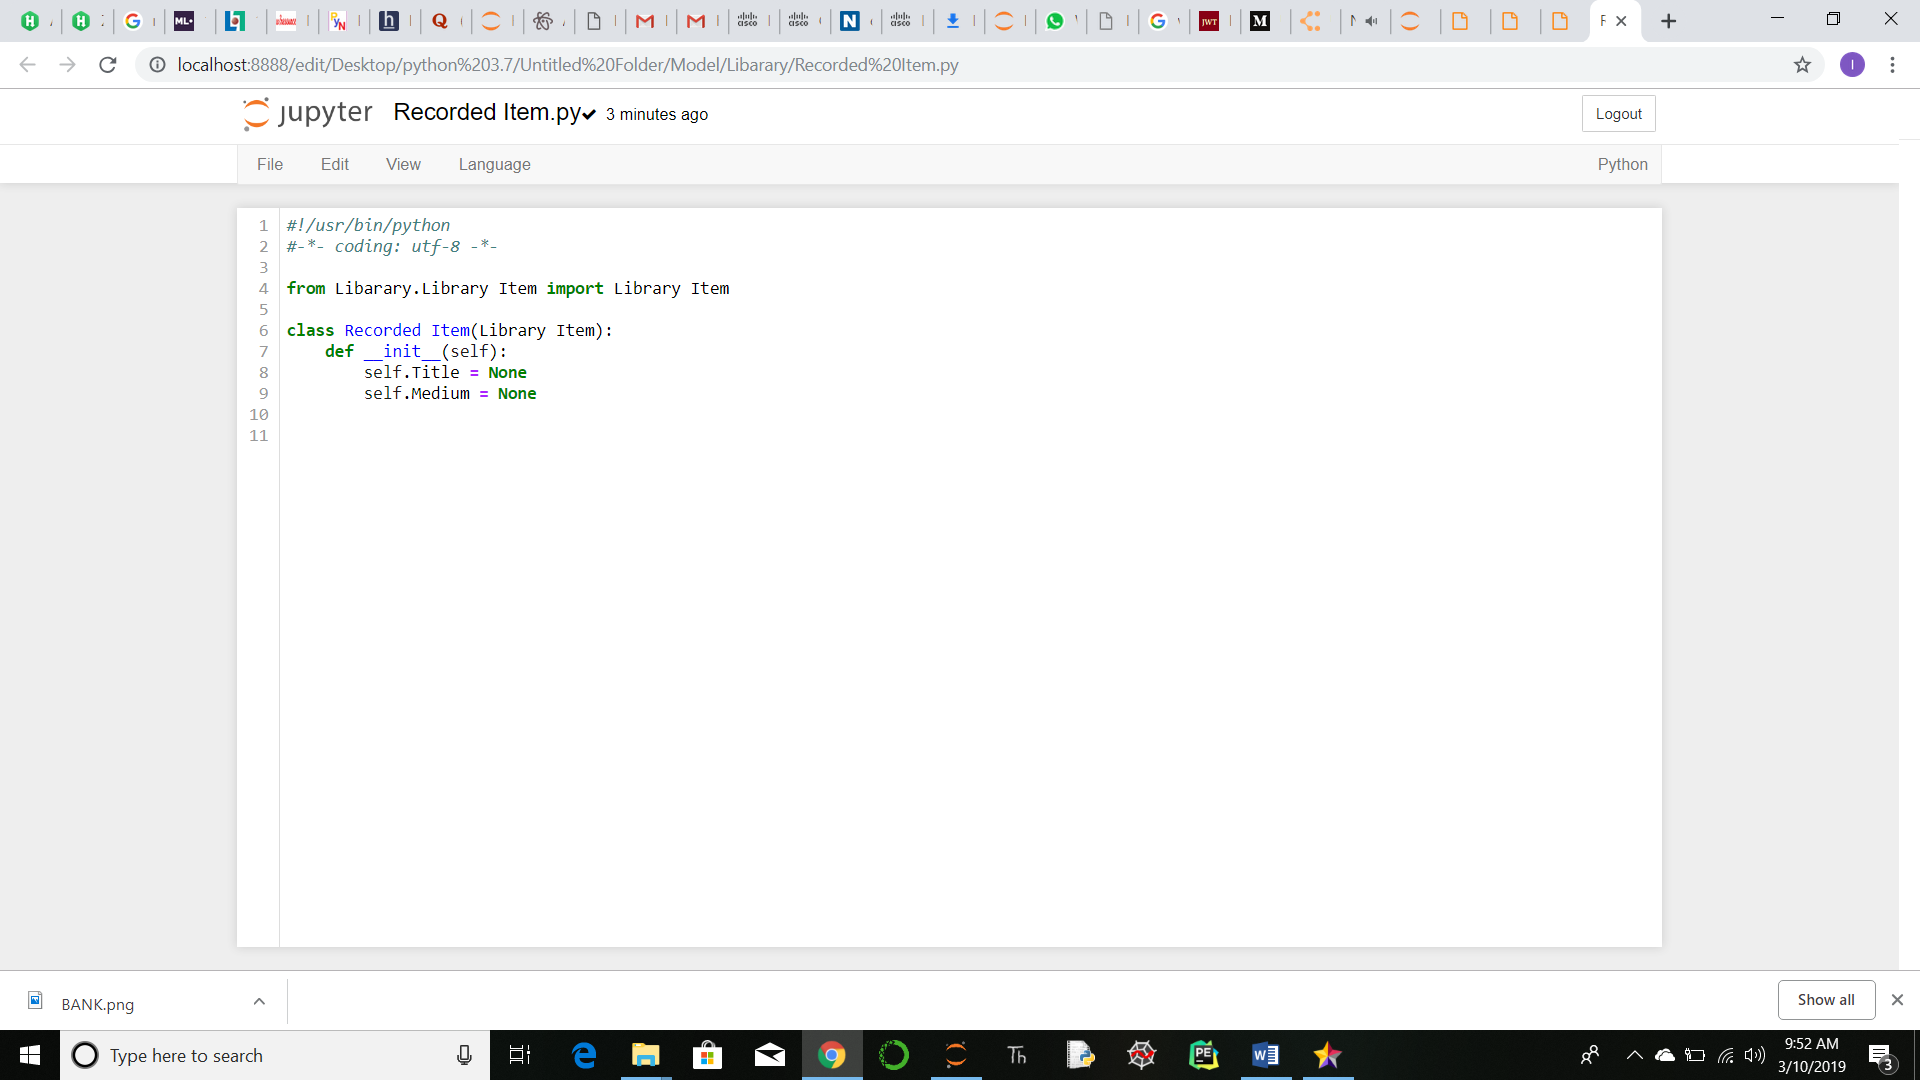 localhost:8888/edit/Desktop/python%203.7/Untitled%20Folder/Model/Libarary/Recorded%20Item.py
jupyter Recorded Item.py 3 minutes ago
Logout
File Edit View Language Python
1 #!/usr/bin/python
2 #-*- coding: utf-8 -*-
3
4 from Libarary.Library Item import Library Item
5
6 class Recorded Item(Library Item):
7 def __init__(self):
8 self.Title = None
9 self.Medium = None
10
11
BANK.png
Show all
Type here to search
Th
9:52 AM
3/10/2019
3